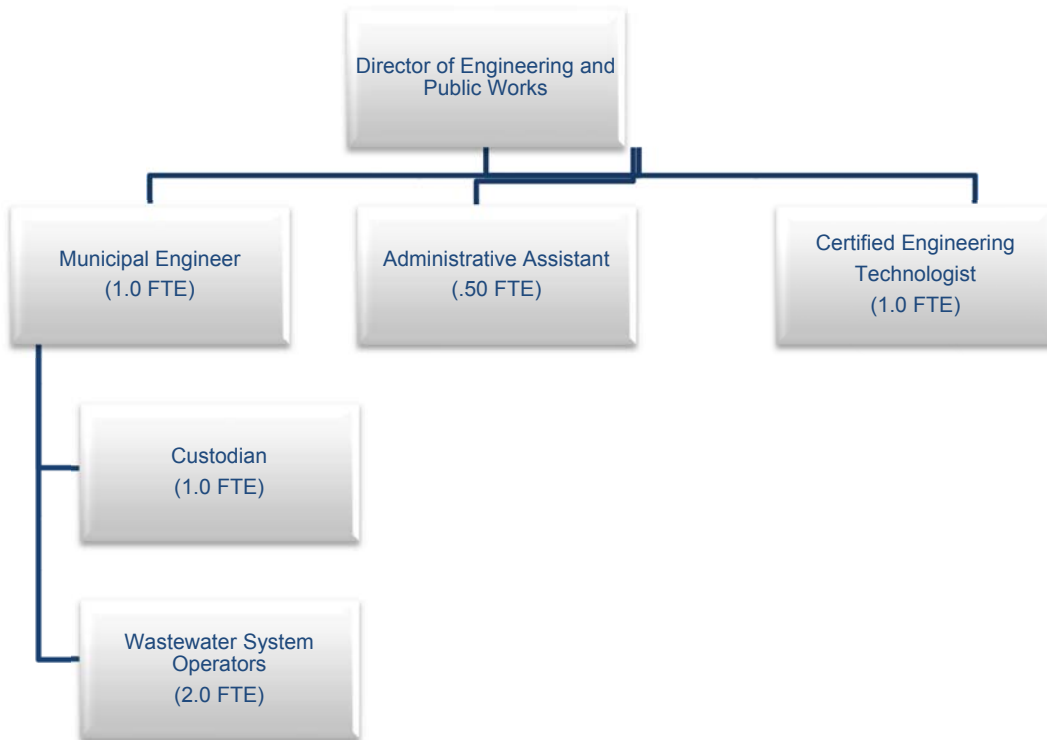 Director of Engineering and
Public Works
Municipal Engineer
(1.0 FTE)
Administrative Assistant
(.50 FTE)
Certified Engineering
Technologist
(1.0 FTE)
Custodian
(1.0 FTE)
Wastewater System
Operators
(2.0 FTE)